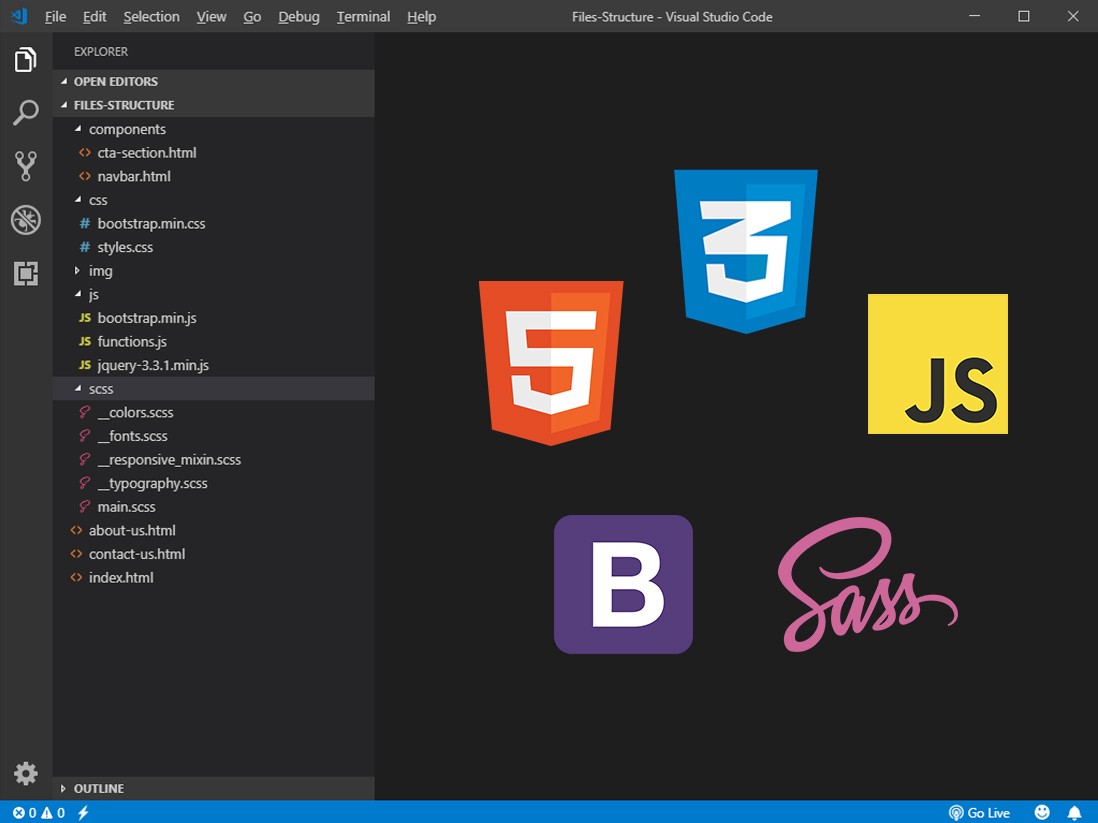 File Edit Selection View Go Debug Terminal Help Files-Structure - Visual Studio Code
EXPLORER
OPEN EDITORS
FILES-STRUCTURE
components
<> cta-section.html
<> navbar.html
css
# bootstrap.min.css
# styles.css
img
js
JS bootstrap.min.js
JS functions.js
JS jquery-3.3.1.min.js
scss
__colors.scss
__fonts.scss
__responsive_mixin.scss
__typography.scss
main.scss
<> about-us.html
<> contact-us.html
<> index.html
OUTLINE
0 0 Go Live
3
5
JS
B
Sass